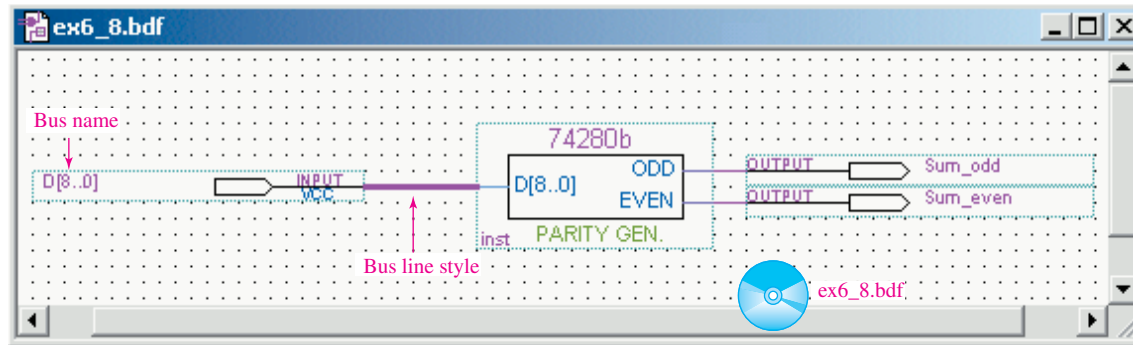 ex6_8.bdf
Bus name
74280b
D[8..0]
INPUT
VCC
D[8..0]
ODD
EVEN
OUTPUT
Sum_odd
OUTPUT
Sum_even
inst
PARITY GEN.
Bus line style
ex6_8.bdf